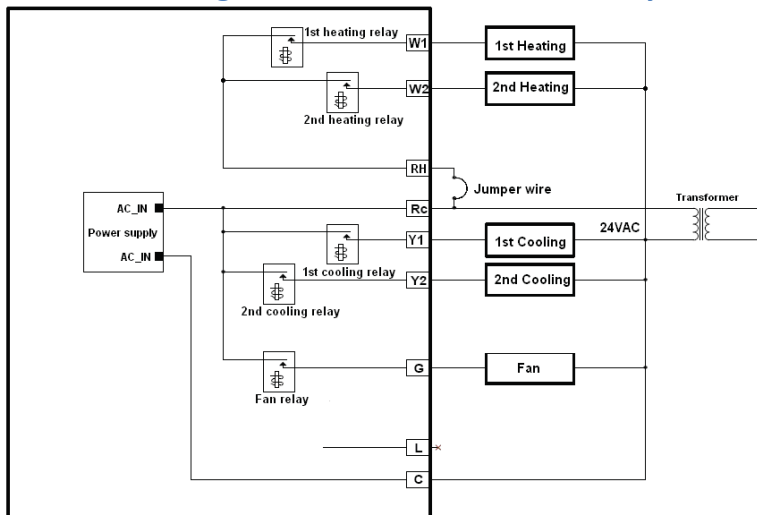 1st heating relay
W1
1st Heating
W2
2nd Heating
2nd heating relay
RH
Jumper wire
Transformer
AC_IN
Rc
Power supply
24VAC
Y1
1st Cooling
AC_IN
1st cooling relay
Y2
2nd Cooling
2nd cooling relay
G
Fan
Fan relay
L
C